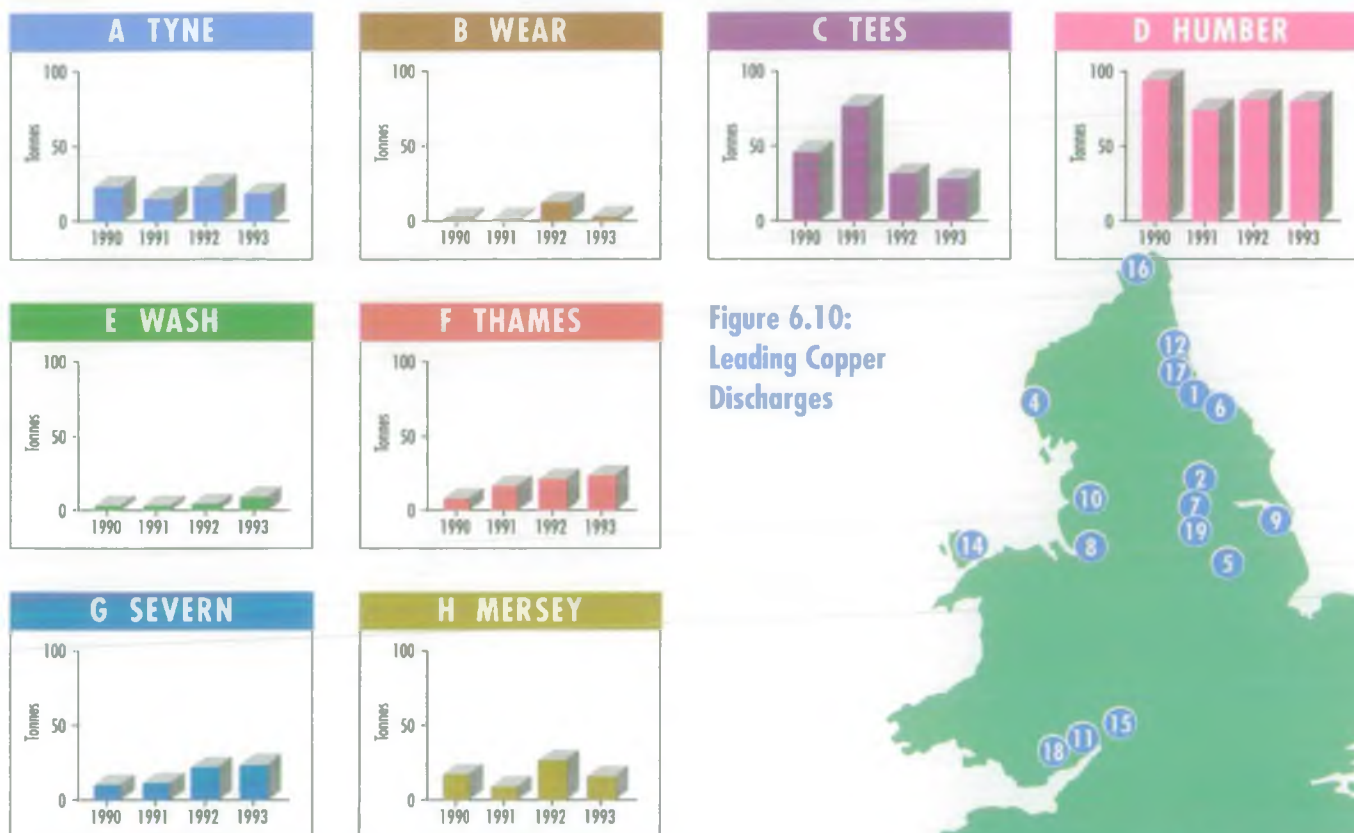 A TYNE
100
50
0
Tonnes
1990 1991 1992 1993
B WEAR
100
50
0
Tonnes
1990 1991 1992 1993
C TEES
100
50
0
Tonnes
1990 1991 1992 1993
D HUMBER
100
50
0
Tonnes
1990 1991 1992 1993
E WASH
100
50
0
Tonnes
1990 1991 1992 1993
F THAMES
100
50
0
Tonnes
1990 1991 1992 1993
Figure 6.10:
Leading Copper
Discharges
G SEVERN
100
50
0
Tonnes
1990 1991 1992 1993
H MERSEY
100
50
0
Tonnes
1990 1991 1992 1993
16
12
17
1
4
6
2
10
7
9
19
14
8
5
15
11
18